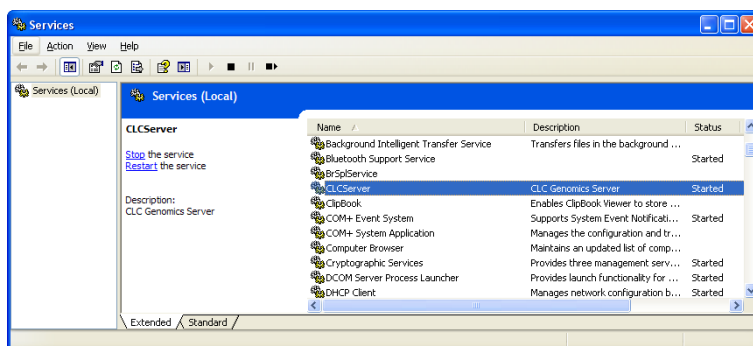 Services
File Action View Help
Services (Local)
Services (Local)
CLCServer
Stop the service
Restart the service
Description:
CLC Genomics Server
Name Description Status
Background Intelligent Transfer Service Transfers files in the background ...
Bluetooth Support Service Started
BrSplService
CLCServer CLC Genomics Server Started
ClipBook Enables ClipBook Viewer to store ...
COM+ Event System Supports System Event Notificati... Started
COM+ System Application Manages the configuration and tr...
Computer Browser Maintains an updated list of comp...
Cryptographic Services Provides three management serv... Started
DCOM Server Process Launcher Provides launch functionality for ... Started
DHCP Client Manages network configuration b... Started
Extended Standard